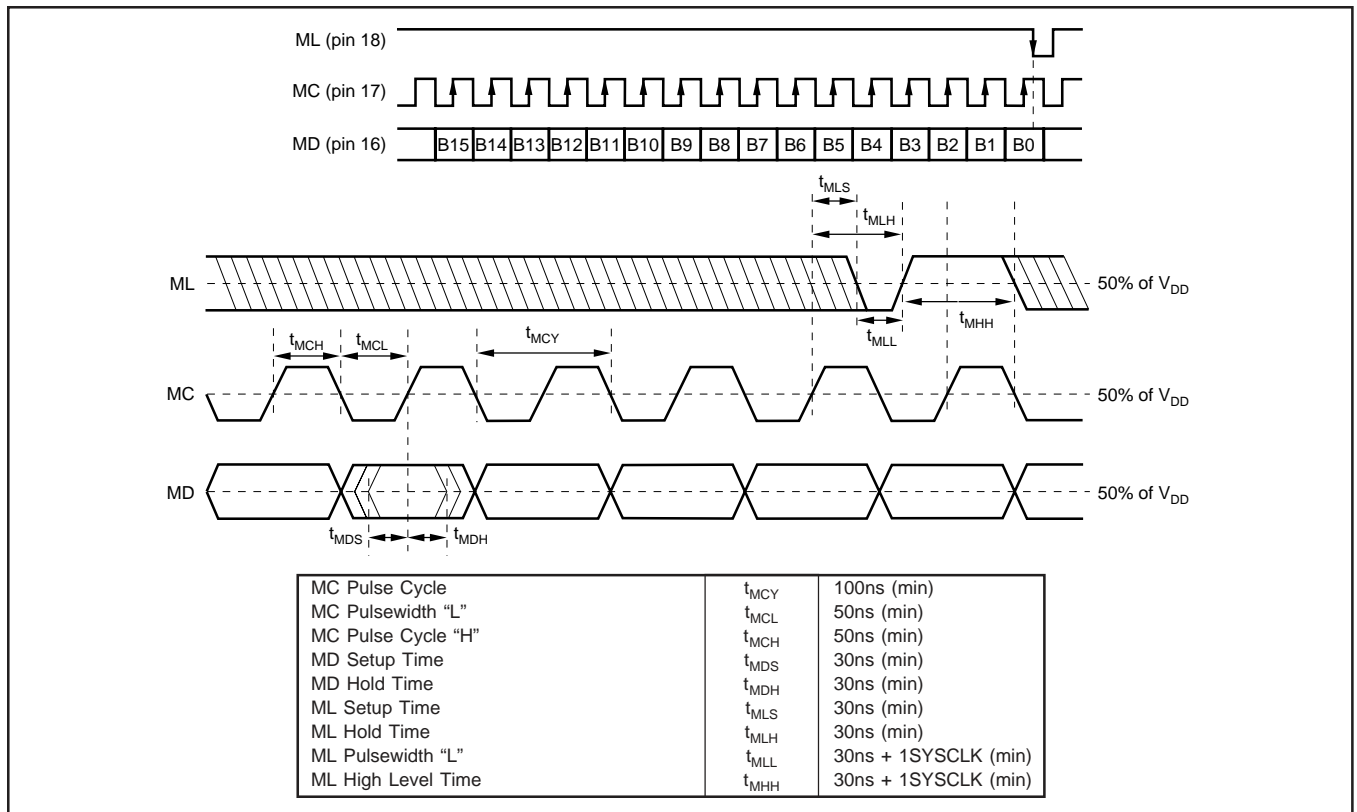 ML (pin 18)
MC (pin 17)
MD (pin 16) B15 B14 B13 B12 B11 B10 B9 B8 B7 B6 B5 B4 B3 B2 B1 B0
tMLS
tMLH
ML 50% of VDD
tMHH
tMLL
tMCH tMCL tMCY
MC 50% of VDD
MD 50% of VDD
tMDS tMDH
MC Pulse Cycle tMCY 100ns (min)
MC Pulsewidth “L” tMCL 50ns (min)
MC Pulse Cycle “H” tMCH 50ns (min)
MD Setup Time tMDS 30ns (min)
MD Hold Time tMDH 30ns (min)
ML Setup Time tMLS 30ns (min)
ML Hold Time tMLH 30ns (min)
ML Pulsewidth “L” tMLL 30ns + 1SYSCLK (min)
ML High Level Time tMHH 30ns + 1SYSCLK (min)